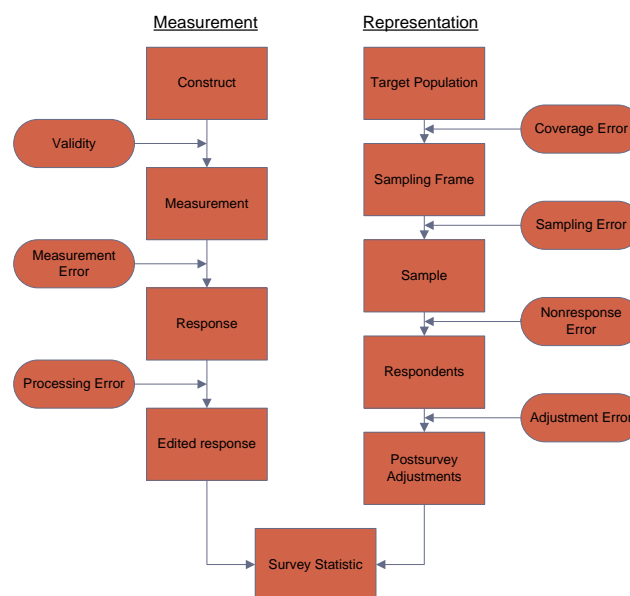 Measurement
Representation
Construct
Target Population
Validity
Coverage Error
Measurement
Sampling Frame
Measurement
Error
Sampling Error
Response
Sample
Nonresponse
Error
Processing Error
Respondents
Edited response
Adjustment Error
Postsurvey
Adjustments
Survey Statistic